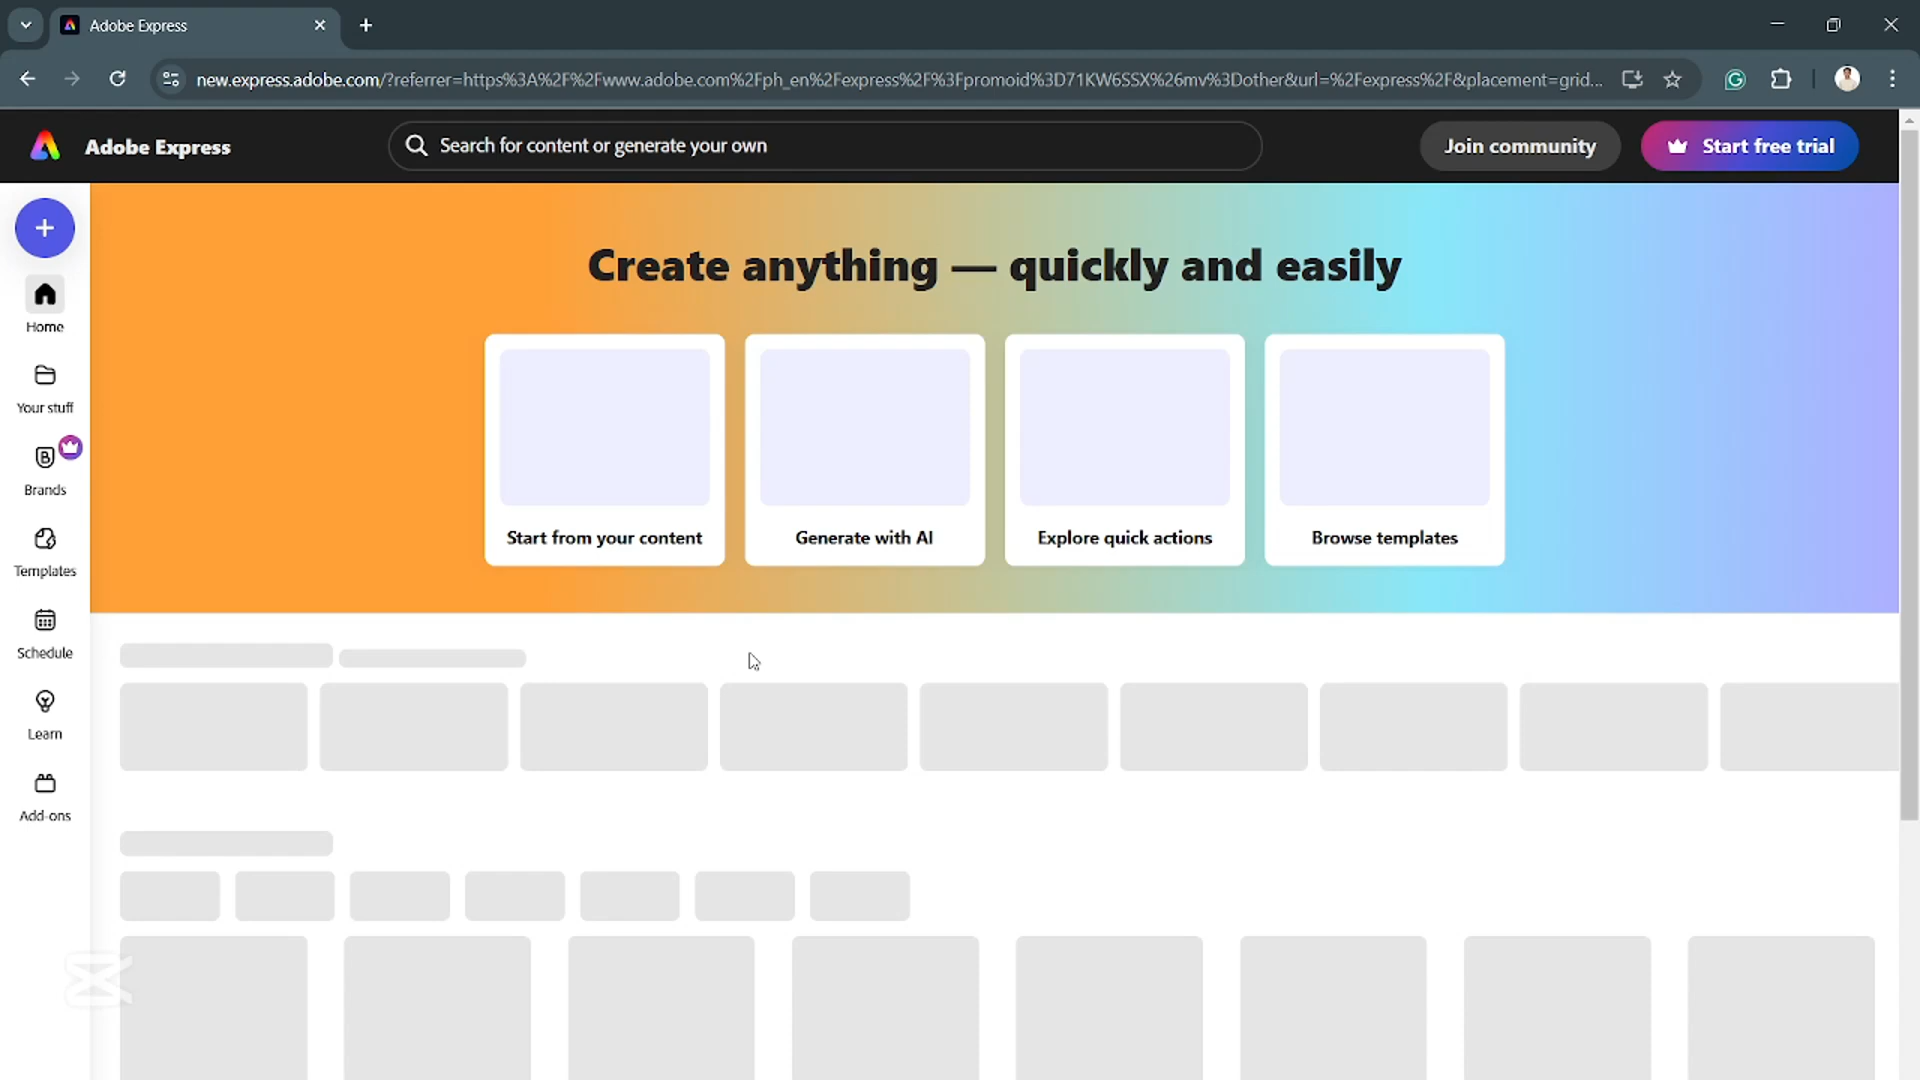 Adobe Express
new.express.adobe.com/?referrer=https%3A%2F%2Fwww.adobe.com%2Fph_en%2Fexpress%2F%3Fpromoid%3D71KW6SSX%26mv%3Dother&url=%2Fexpress%2F&placement=grid...
Adobe Express
Search for content or generate your own
Join community
Start free trial
Create anything — quickly and easily
Home
Your stuff
Brands
Templates
Schedule
Learn
Add-ons
Start from your content
Generate with AI
Explore quick actions
Browse templates